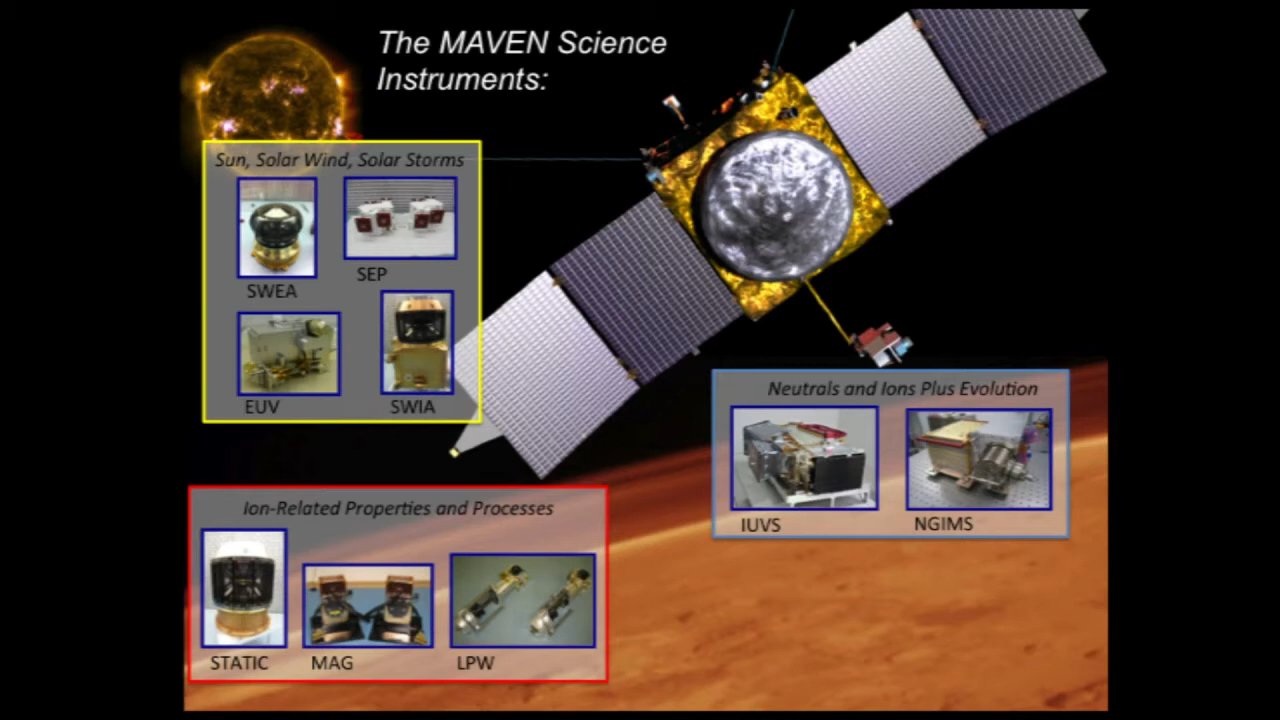 The MAVEN Science
Instruments:
Sun, Solar Wind, Solar Storms
SWEA
SEP
EUV
SWIA
Neutrals and Ions Plus Evolution
IUVS
NGIMS
Ion-Related Properties and Processes
STATIC
MAG
LPW